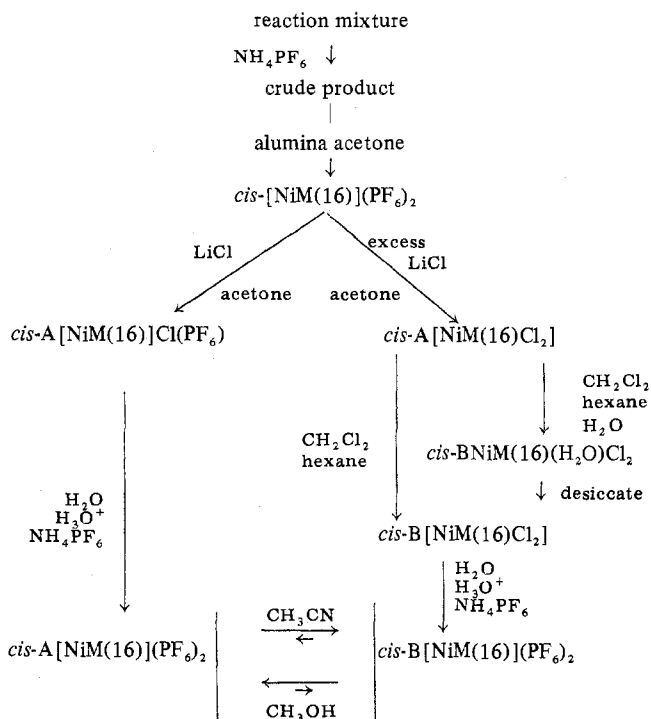 reaction mixture
NH₄PF₆ ↓
crude product
alumina acetone
↓
cis-[NiM(16)](PF₆)₂
LiCl
acetone
excess
LiCl
acetone
cis-A[NiM(16)]Cl(PF₆)
cis-A[NiM(16)Cl₂]
CH₂Cl₂
hexane
H₂O
CH₂Cl₂
hexane
cis-BNiM(16)(H₂O)Cl₂
↓ desiccate
H₂O
H₃O⁺
NH₄PF₆
cis-B[NiM(16)Cl₂]
H₂O
H₃O⁺
NH₄PF₆
cis-A[NiM(16)](PF₆)₂
CH₃CN
CH₃OH
cis-B[NiM(16)](PF₆)₂